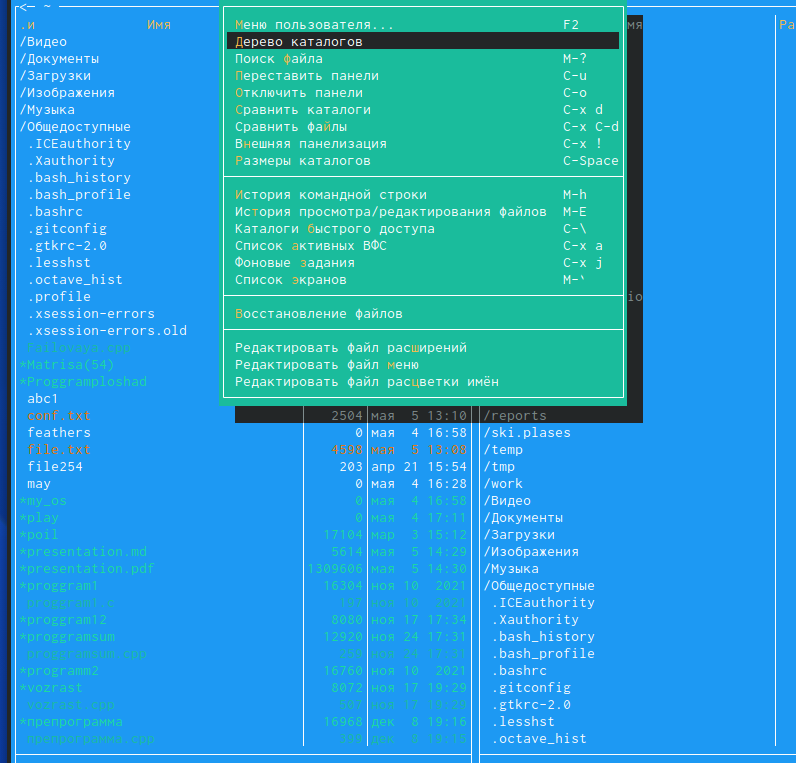 <— ~
.и Имя Меню пользователя... F2 мя Ра
/Видео Дерево каталогов
/Документы Поиск файла M-?
/Загрузки Переставить панели C-u
/Изображения Отключить панели C-o
/Музыка Сравнить каталоги C-x d
/Общедоступные Сравнить файлы C-x C-d
.ICEauthority Внешняя панелизация C-x !
.Xauthority Размеры каталогов C-Space
.bash_history
.bash_profile История командной строки M-h
.bashrc История просмотра/редактирования файлов M-E
.gitconfig Каталоги быстрого доступа C-\
.gtkrc-2.0 Список активных ВФС C-x a
.lesshst Фоновые задания C-x j
.octave_hist Список экранов M-`
.profile io
.xsession-errors Восстановление файлов
.xsession-errors.old
Failovaya.cpp Редактировать файл расширений
*Matrisa(54) Редактировать файл меню
*Proggramploshad Редактировать файл расцветки имён
abc1
conf.txt 2504 мая 5 13:10 /reports
feathers 0 мая 4 16:58 /ski.plases
file.txt 4598 мая 5 13:08 /temp
file254 203 апр 21 15:54 /tmp
may 0 мая 4 16:28 /work
*my_os 0 мая 4 16:58 /Видео
*play 0 мая 4 17:11 /Документы
*poil 17104 мар 3 15:12 /Загрузки
*presentation.md 5614 мая 5 14:29 /Изображения
*presentation.pdf 1309606 мая 5 14:30 /Музыка
*proggram1 16304 ноя 10 2021 /Общедоступные
proggram1.c 107 ноя 10 2021 .ICEauthority
*proggram12 8080 ноя 17 17:34 .Xauthority
*proggramsum 12920 ноя 24 17:31 .bash_history
proggramsum.cpp ноя 24 17:31 .bash_profile
*programm2 16760 ноя 10 2021 .bashrc
*vozrast 8072 ноя 17 19:29 .gitconfig
vozrast.cpp 507 ноя 17 19:29 .gtkrc-2.0
*препрограмма 16968 дек 8 19:16 .lesshst
препрограмма.cpp 399 дек 8 19:15 .octave_hist